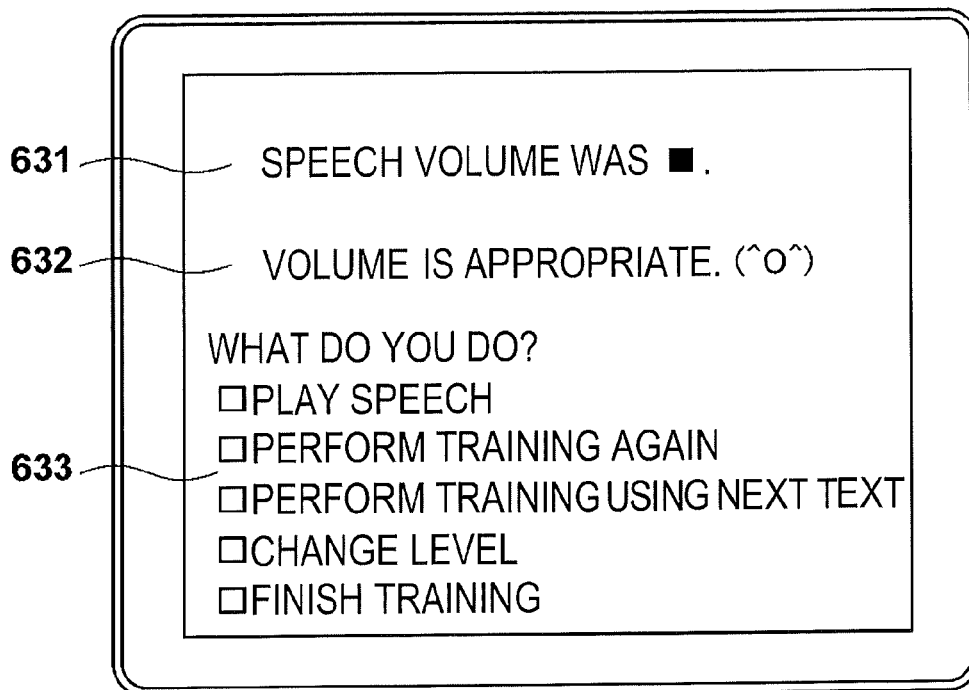 631 SPEECH VOLUME WAS ■.
632 VOLUME IS APPROPRIATE. (^O^)
WHAT DO YOU DO?
□PLAY SPEECH
□PERFORM TRAINING AGAIN
633
□PERFORM TRAINING USING NEXT TEXT
□CHANGE LEVEL
□FINISH TRAINING